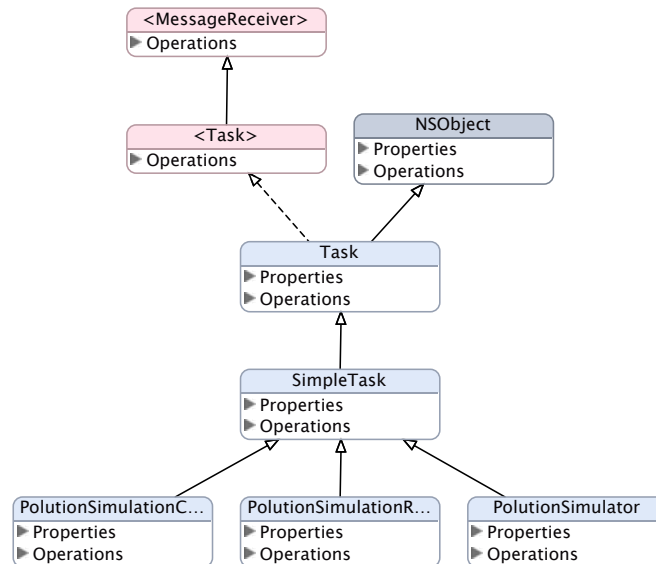 <MessageReceiver>
Operations
<Task>
Operations
NSObject
Properties
Operations
Task
Properties
Operations
SimpleTask
Properties
Operations
PolutionSimulationC...
Properties
Operations
PolutionSimulationR...
Properties
Operations
PolutionSimulator
Properties
Operations